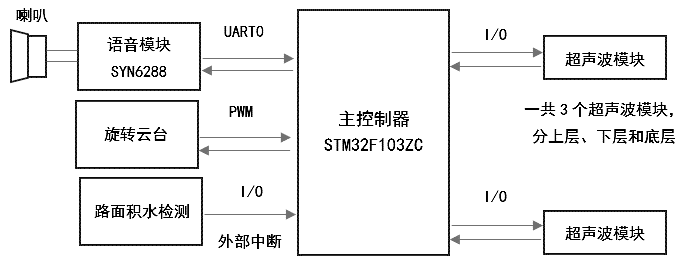 喇叭
语音模块
SYN6288
UART0
旋转云台
PWM
路面积水检测
I/O
外部中断
主控制器
STM32F103ZC
I/O
超声波模块
一共3个超声波模块,
分上层、下层和底层
I/O
超声波模块